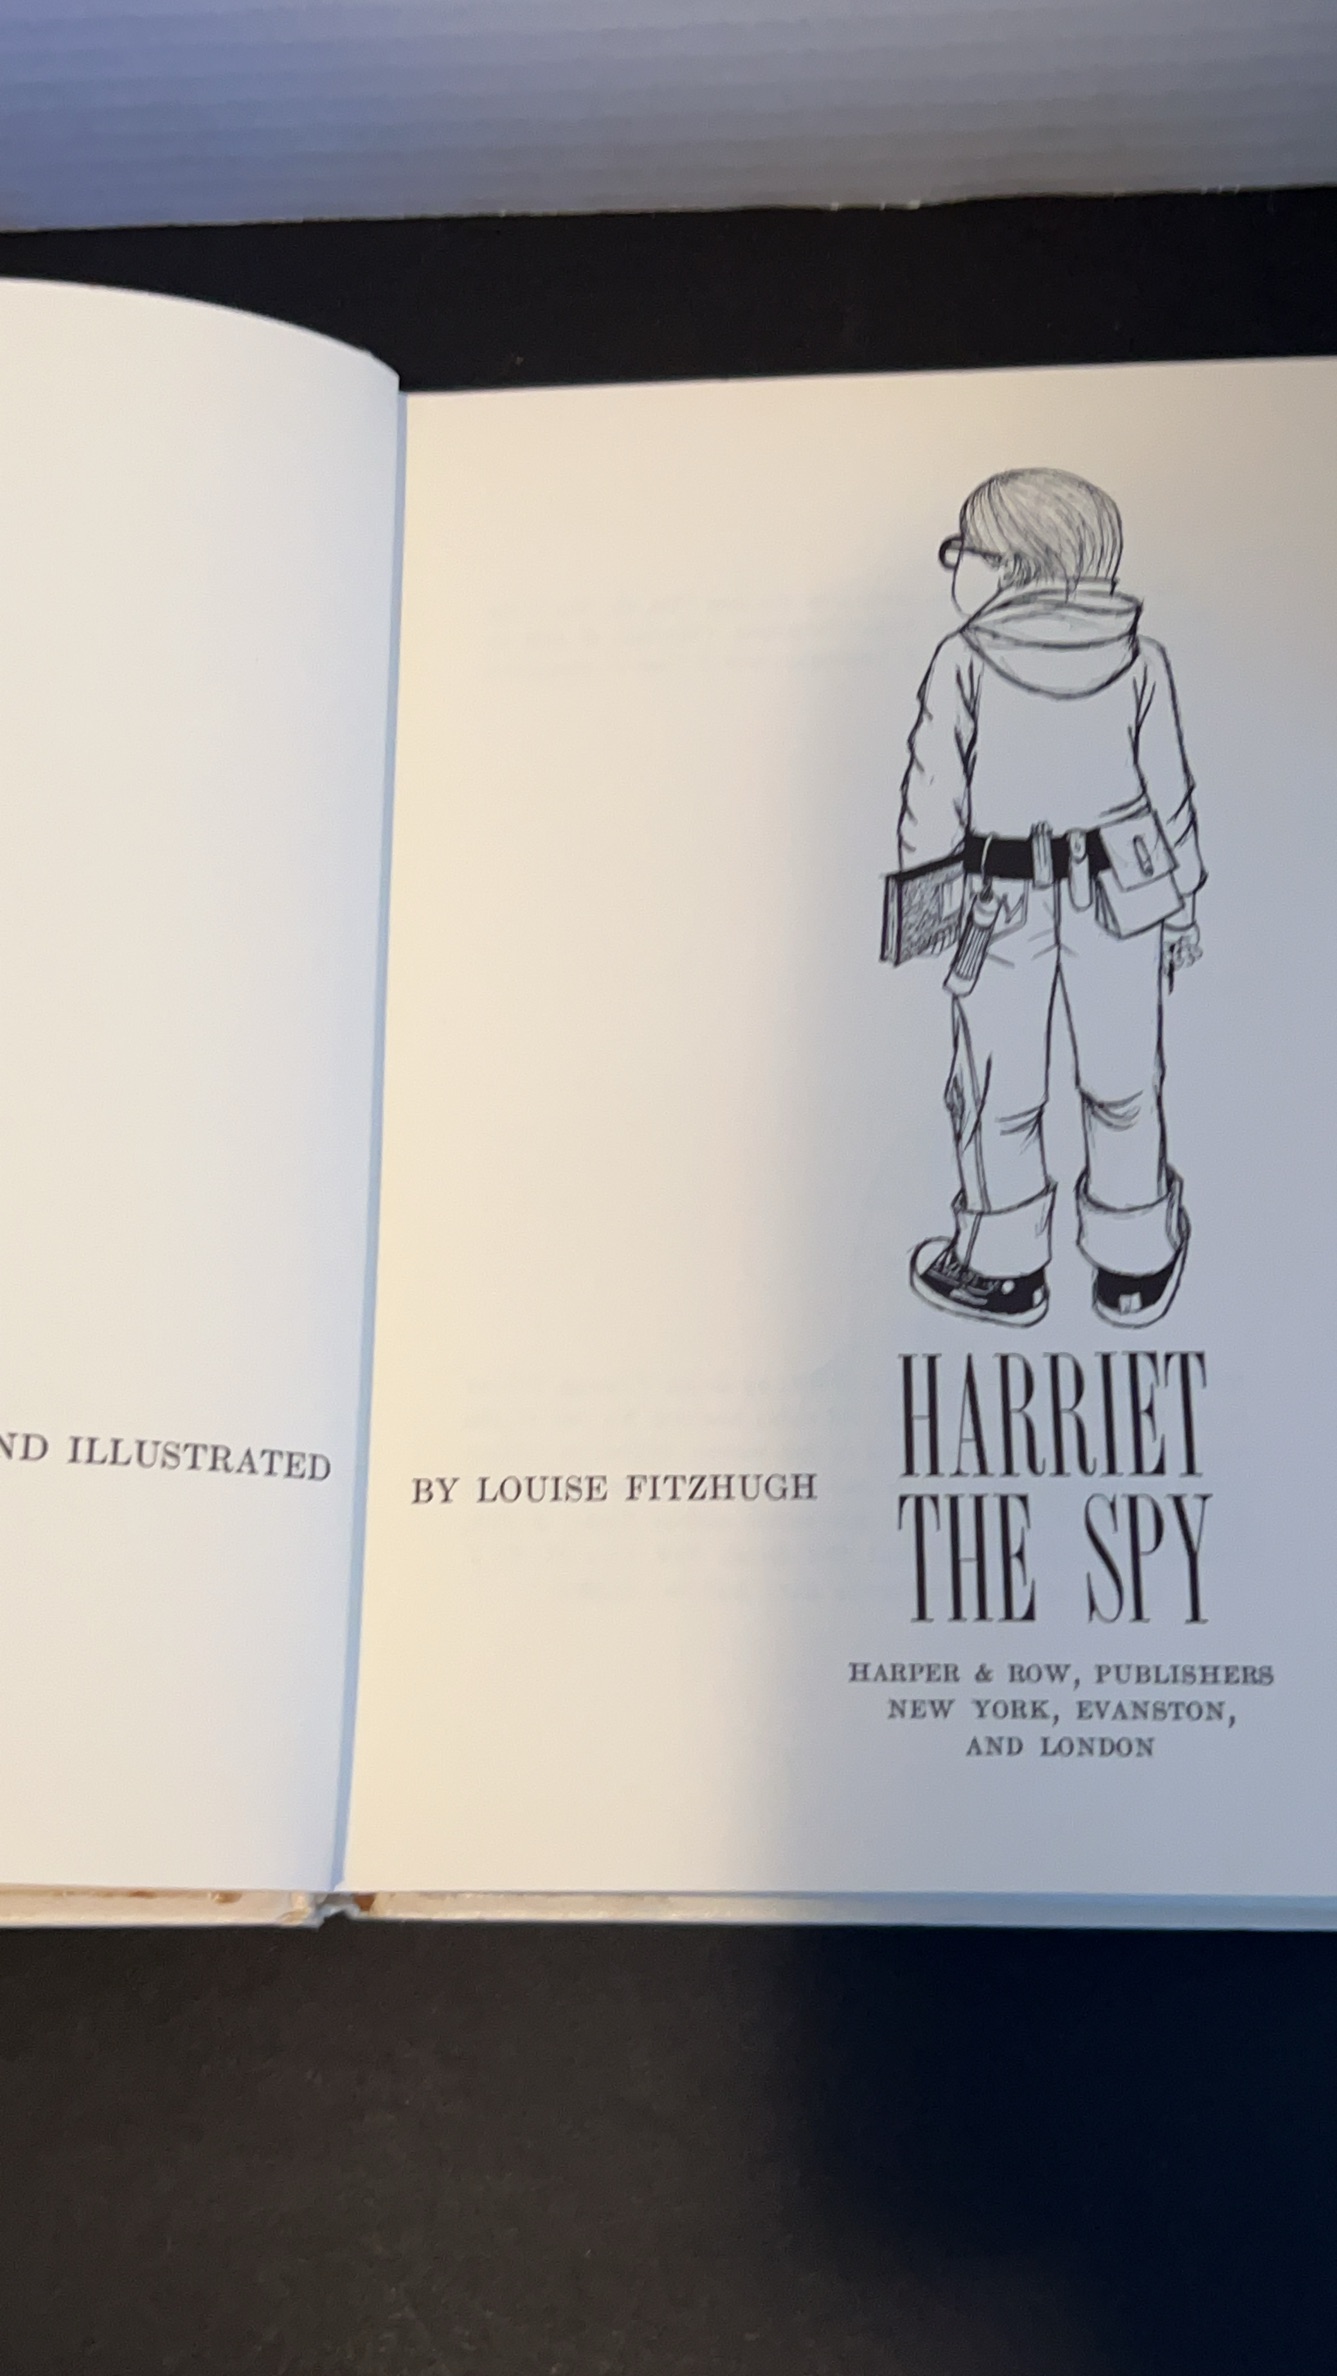 ND ILLUSTRATED
BY LOUISE FITZHUGH
HARRIET
THE SPY
HARPER & ROW, PUBLISHERS
NEW YORK, EVANSTON,
AND LONDON